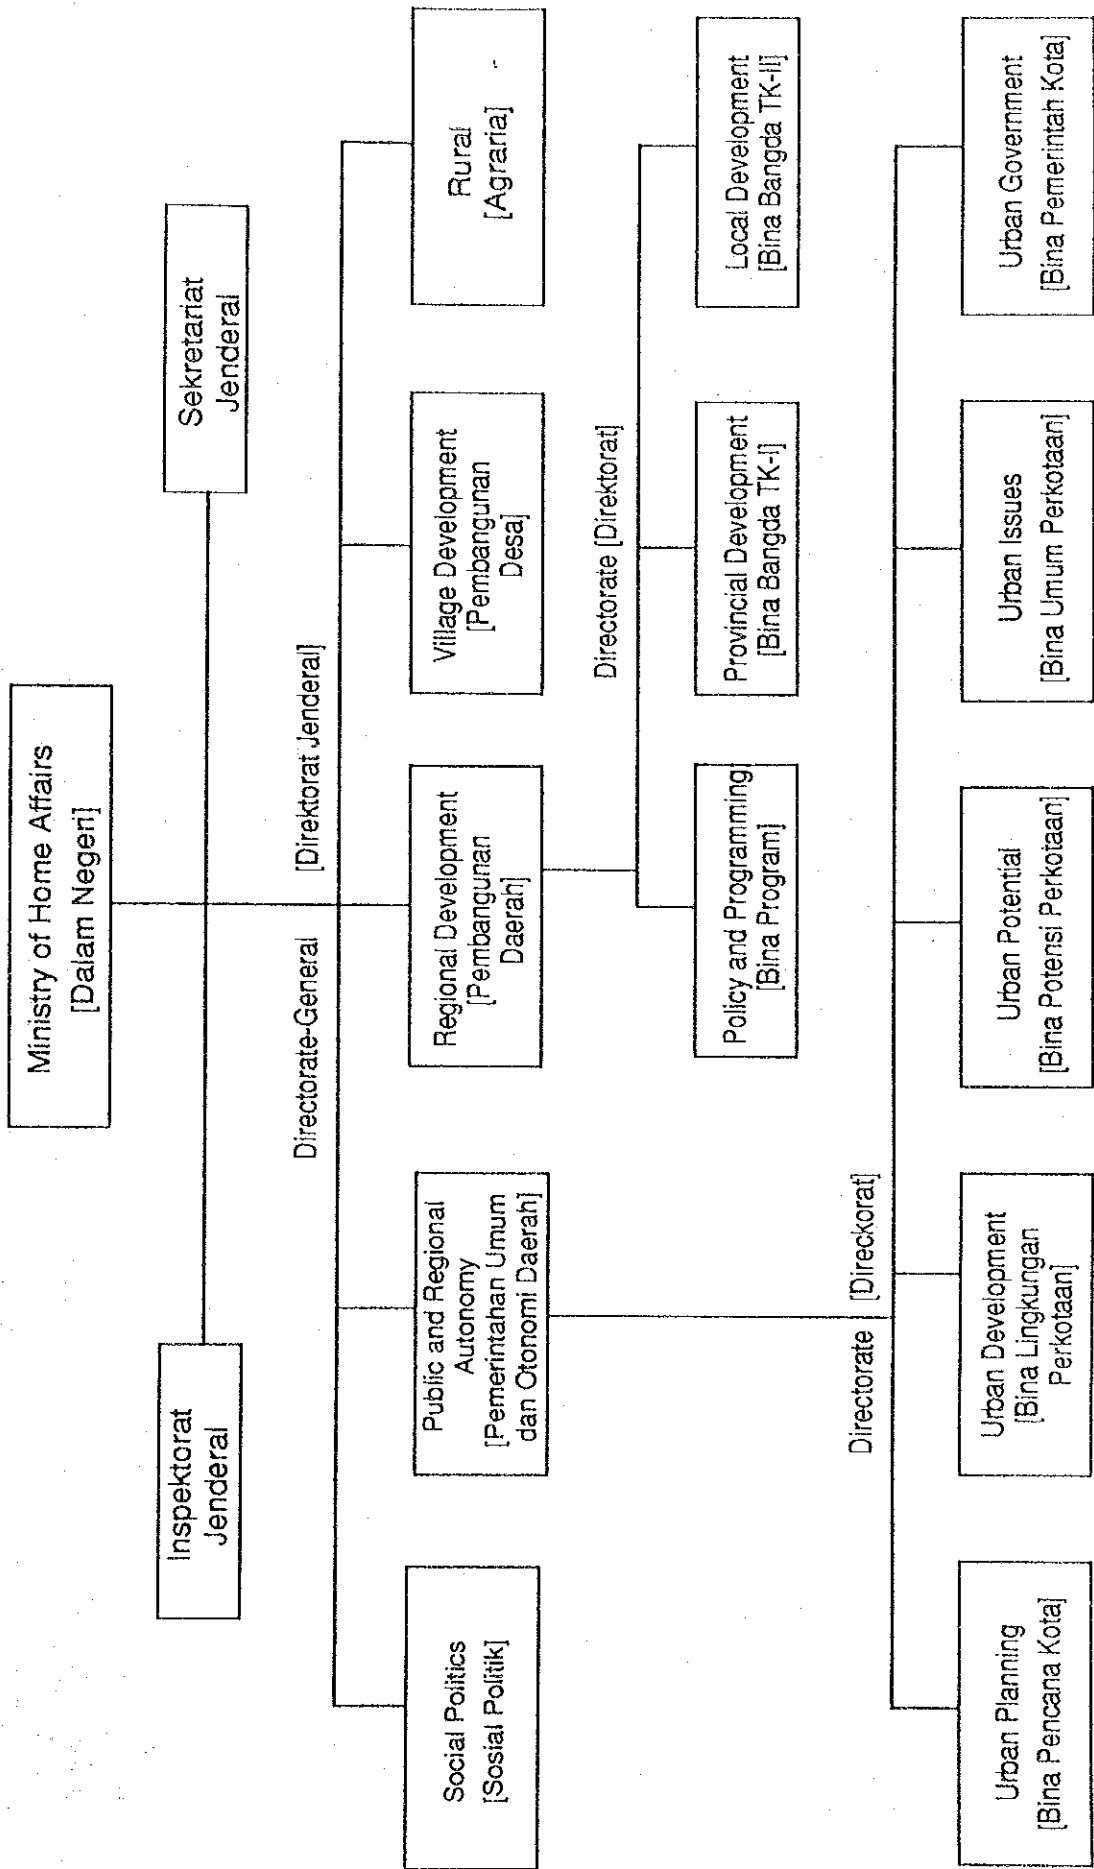 Ministry of Home Affairs
[Dalam Negeri]
Inspektorat
Jenderal
Sekretariat
Jenderal
Directorate-General
[Direktorat Jenderal]
Social Politics
[Sosial Politik]
Public and Regional
Autonomy
[Pemerintahan Umum
dan Otonomi Daerah]
Regional Development
[Pembangunan
Daerah]
Village Development
[Pembangunan
Desa]
Rural
[Agraria]
Directorate [Direktorat]
Policy and Programming
[Bina Program]
Provincial Development
[Bina Bangda TK-I]
Local Development
[Bina Bangda TK-II]
Directorate
[Direckorat]
Urban Planning
[Bina Pencana Kota]
Urban Development
[Bina Lingkungan
Perkotaan]
Urban Potential
[Bina Potensi Perkotaan]
Urban Issues
[Bina Umum Perkotaan]
Urban Government
[Bina Pemerintah Kota]